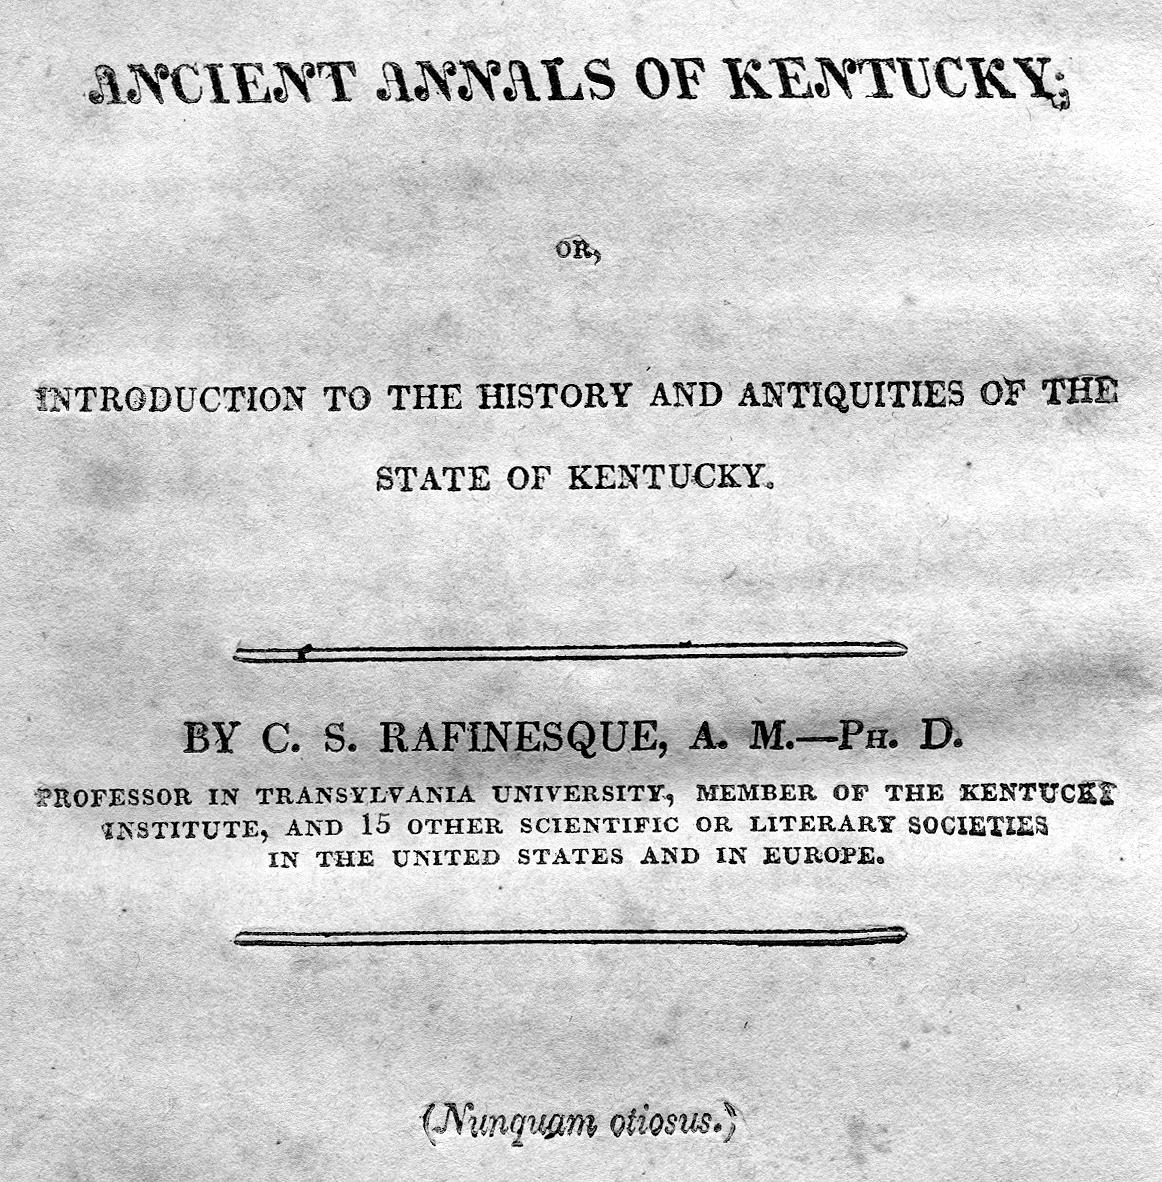 ANCIENT ANNALS OF KENTUCKY;
OR,
INTRODUCTION TO THE HISTORY AND ANTIQUITIES OF THE
STATE OF KENTUCKY.
BY C. S. RAFINESQUE, A. M.—PH. D.
PROFESSOR IN TRANSYLVANIA UNIVERSITY, MEMBER OF THE KENTUCKY
INSTITUTE, AND 15 OTHER SCIENTIFIC OR LITERARY SOCIETIES
IN THE UNITED STATES AND IN EUROPE.
(Nunquam otiosus.)